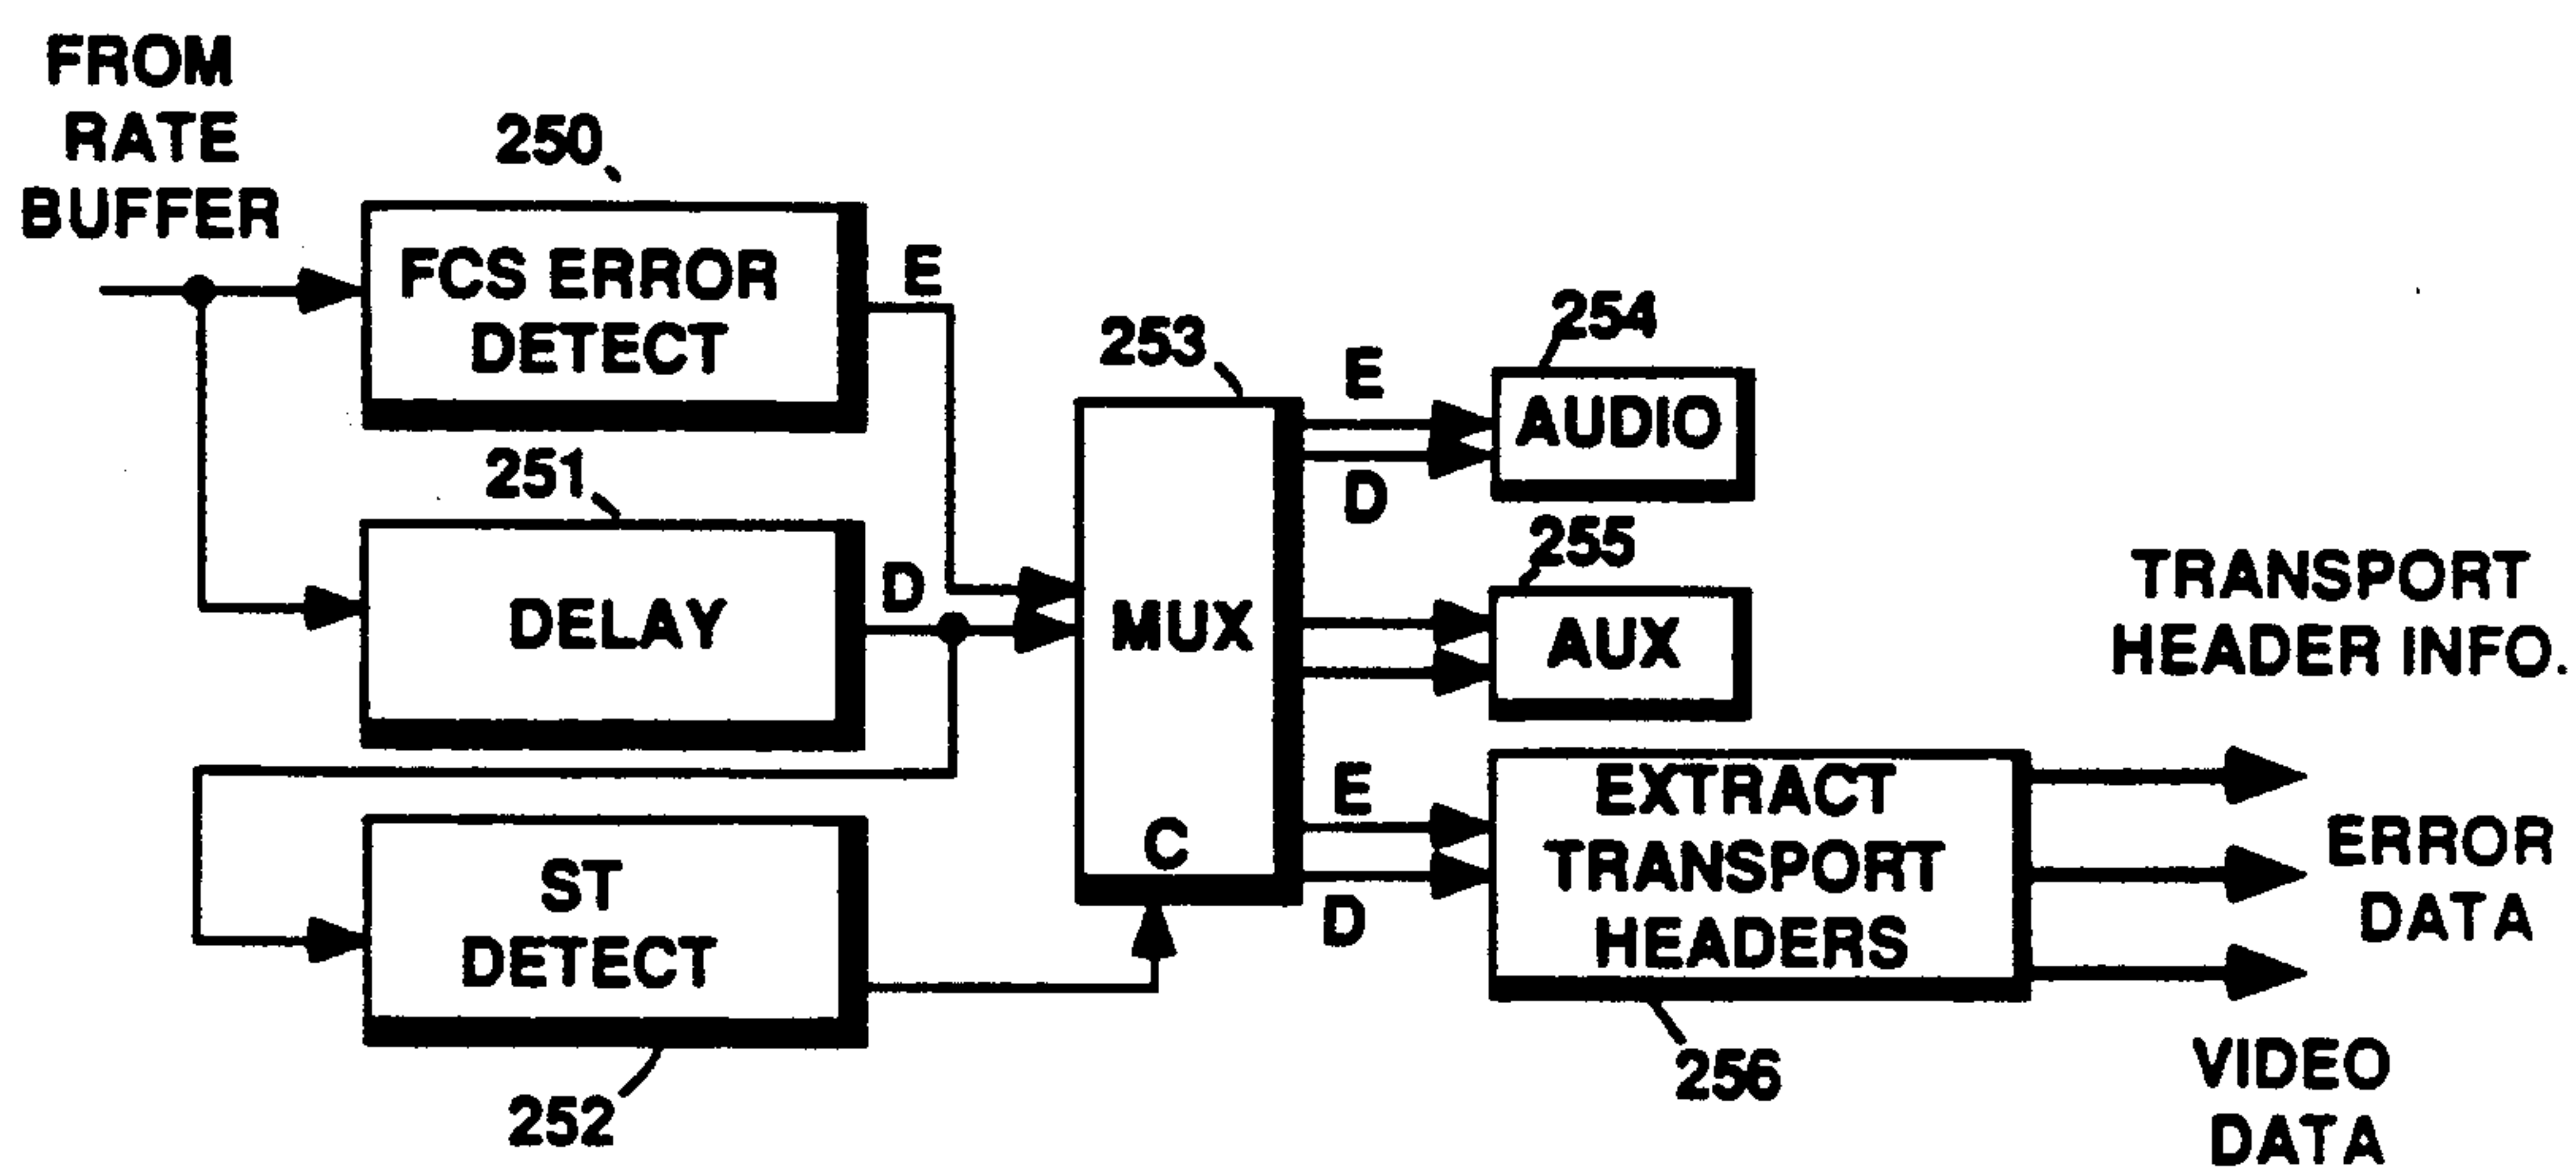 FROM
RATE
BUFFER
250
FCS ERROR
DETECT
E
251
DELAY
D
ST
DETECT
252
253
MUX
C
E
D
254
AUDIO
255
AUX
E
D
EXTRACT
TRANSPORT
HEADERS
256
TRANSPORT
HEADER INFO.
ERROR
DATA
VIDEO
DATA